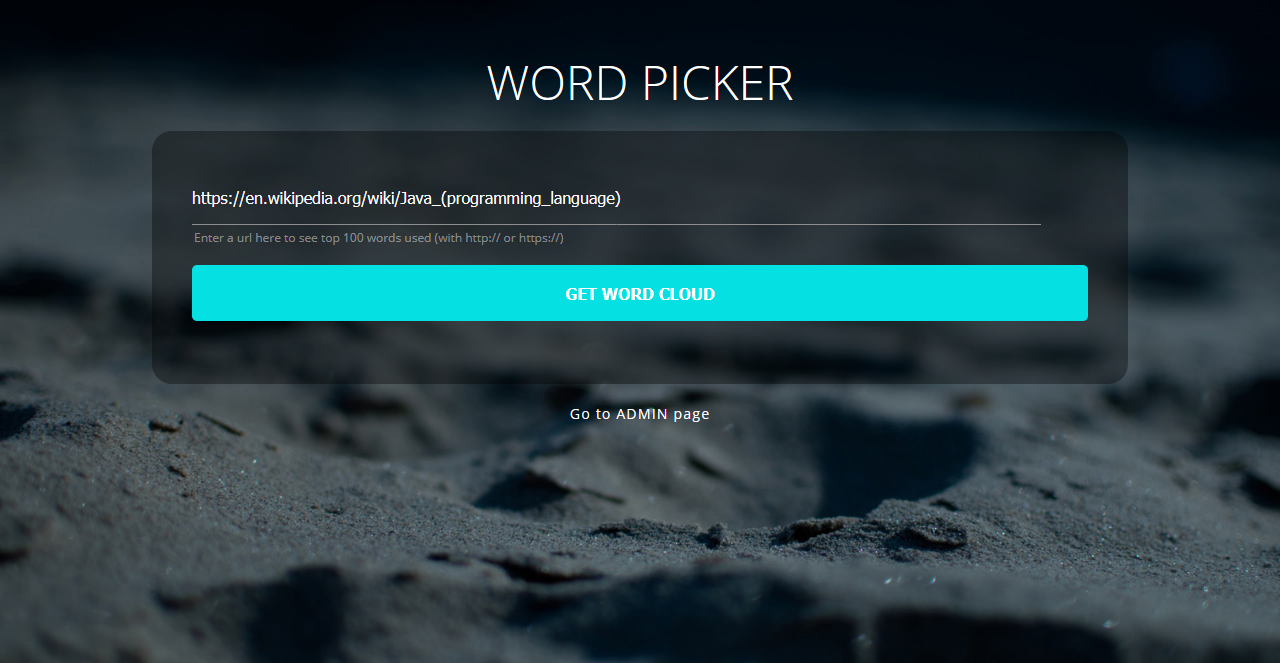 WORD PICKER
https://en.wikipedia.org/wiki/Java_(programming_language)
Enter a url here to see top 100 words used (with http:// or https://)
GET WORD CLOUD
Go to ADMIN page